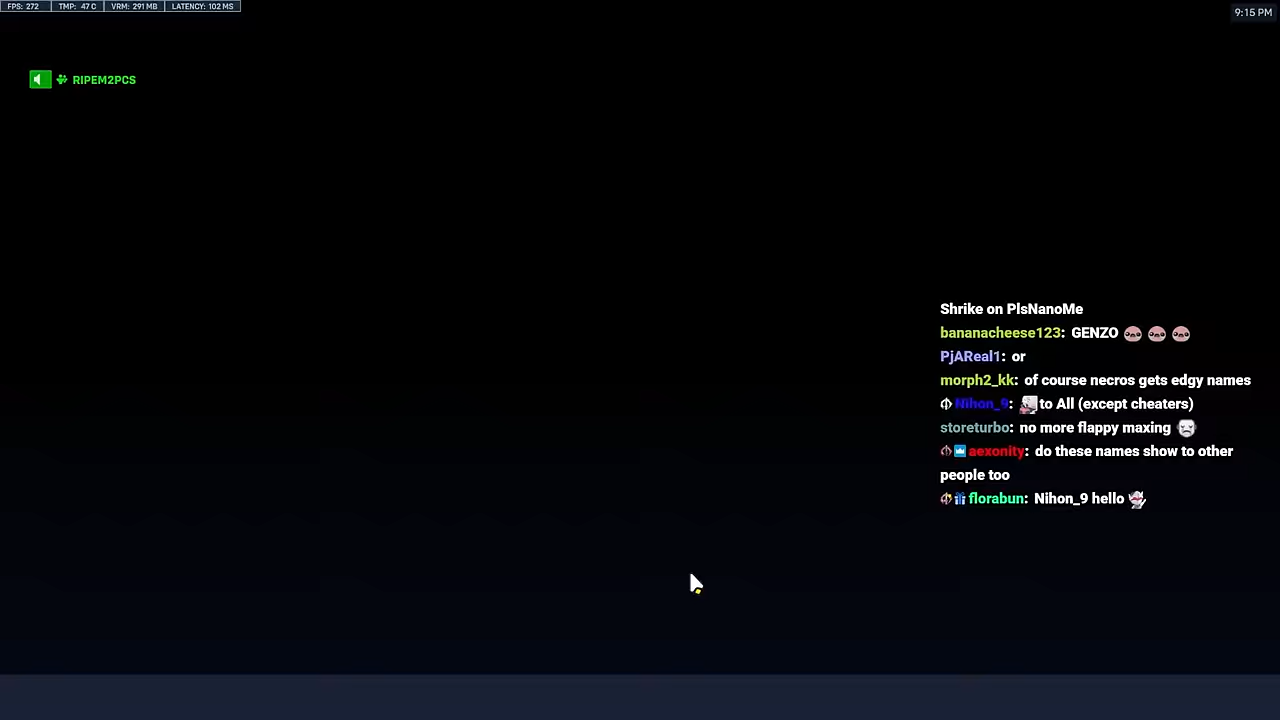 FPS: 272 TMP: 47 C VRM: 291 MB LATENCY: 102 MS
9:15 PM
RIPEM2PCS
Shrike on PlsNanoMe
bananacheese123: GENZO
PjAReal1: or
morph2_kk: of course necros gets edgy names
Nihon_9: to All (except cheaters)
storeturbo: no more flappy maxing
aexonity: do these names show to other
people too
florabun: Nihon_9 hello